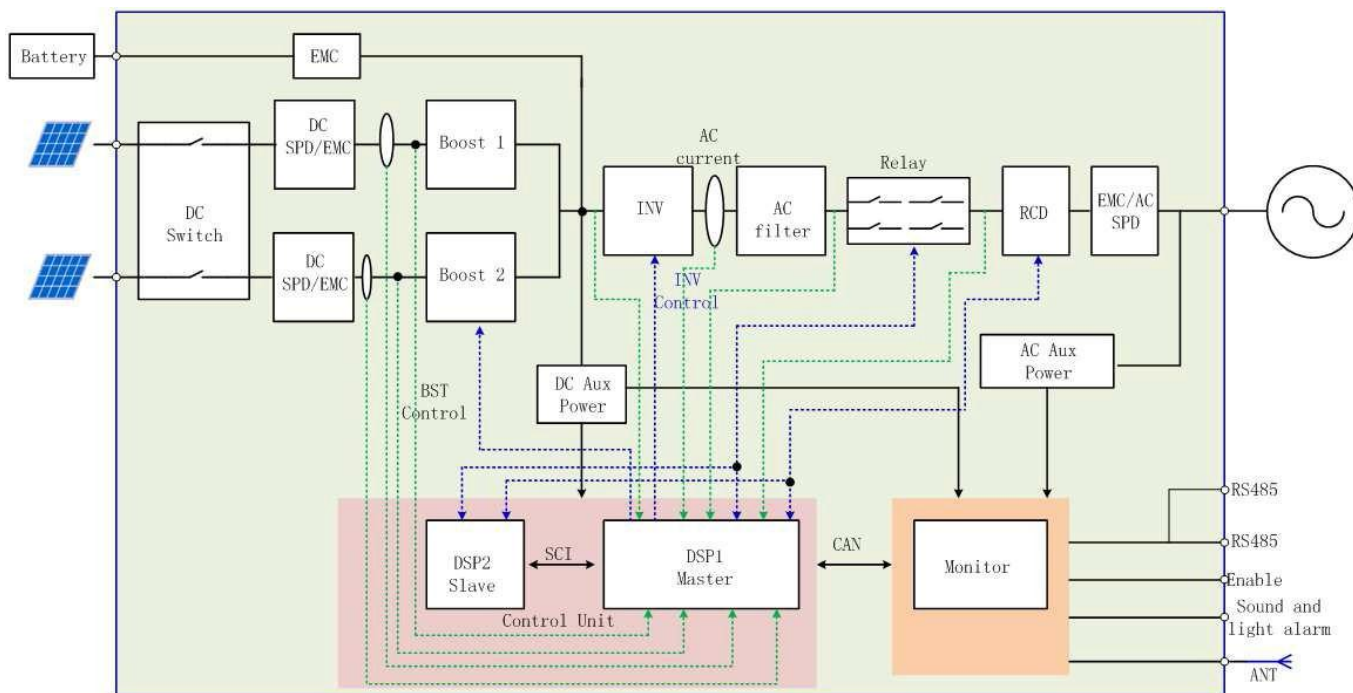 Battery
EMC
DC
SPD/EMC
Boost 1
DC
Switch
DC
SPD/EMC
Boost 2
INV
AC
current
AC
filter
Relay
RCD
EMC/AC
SPD
INV
Control
BST
Control
DC Aux
Power
AC Aux
Power
DSP2
Slave
SCI
DSP1
Master
Control Unit
CAN
Monitor
RS485
RS485
Enable
Sound and
light alarm
ANT